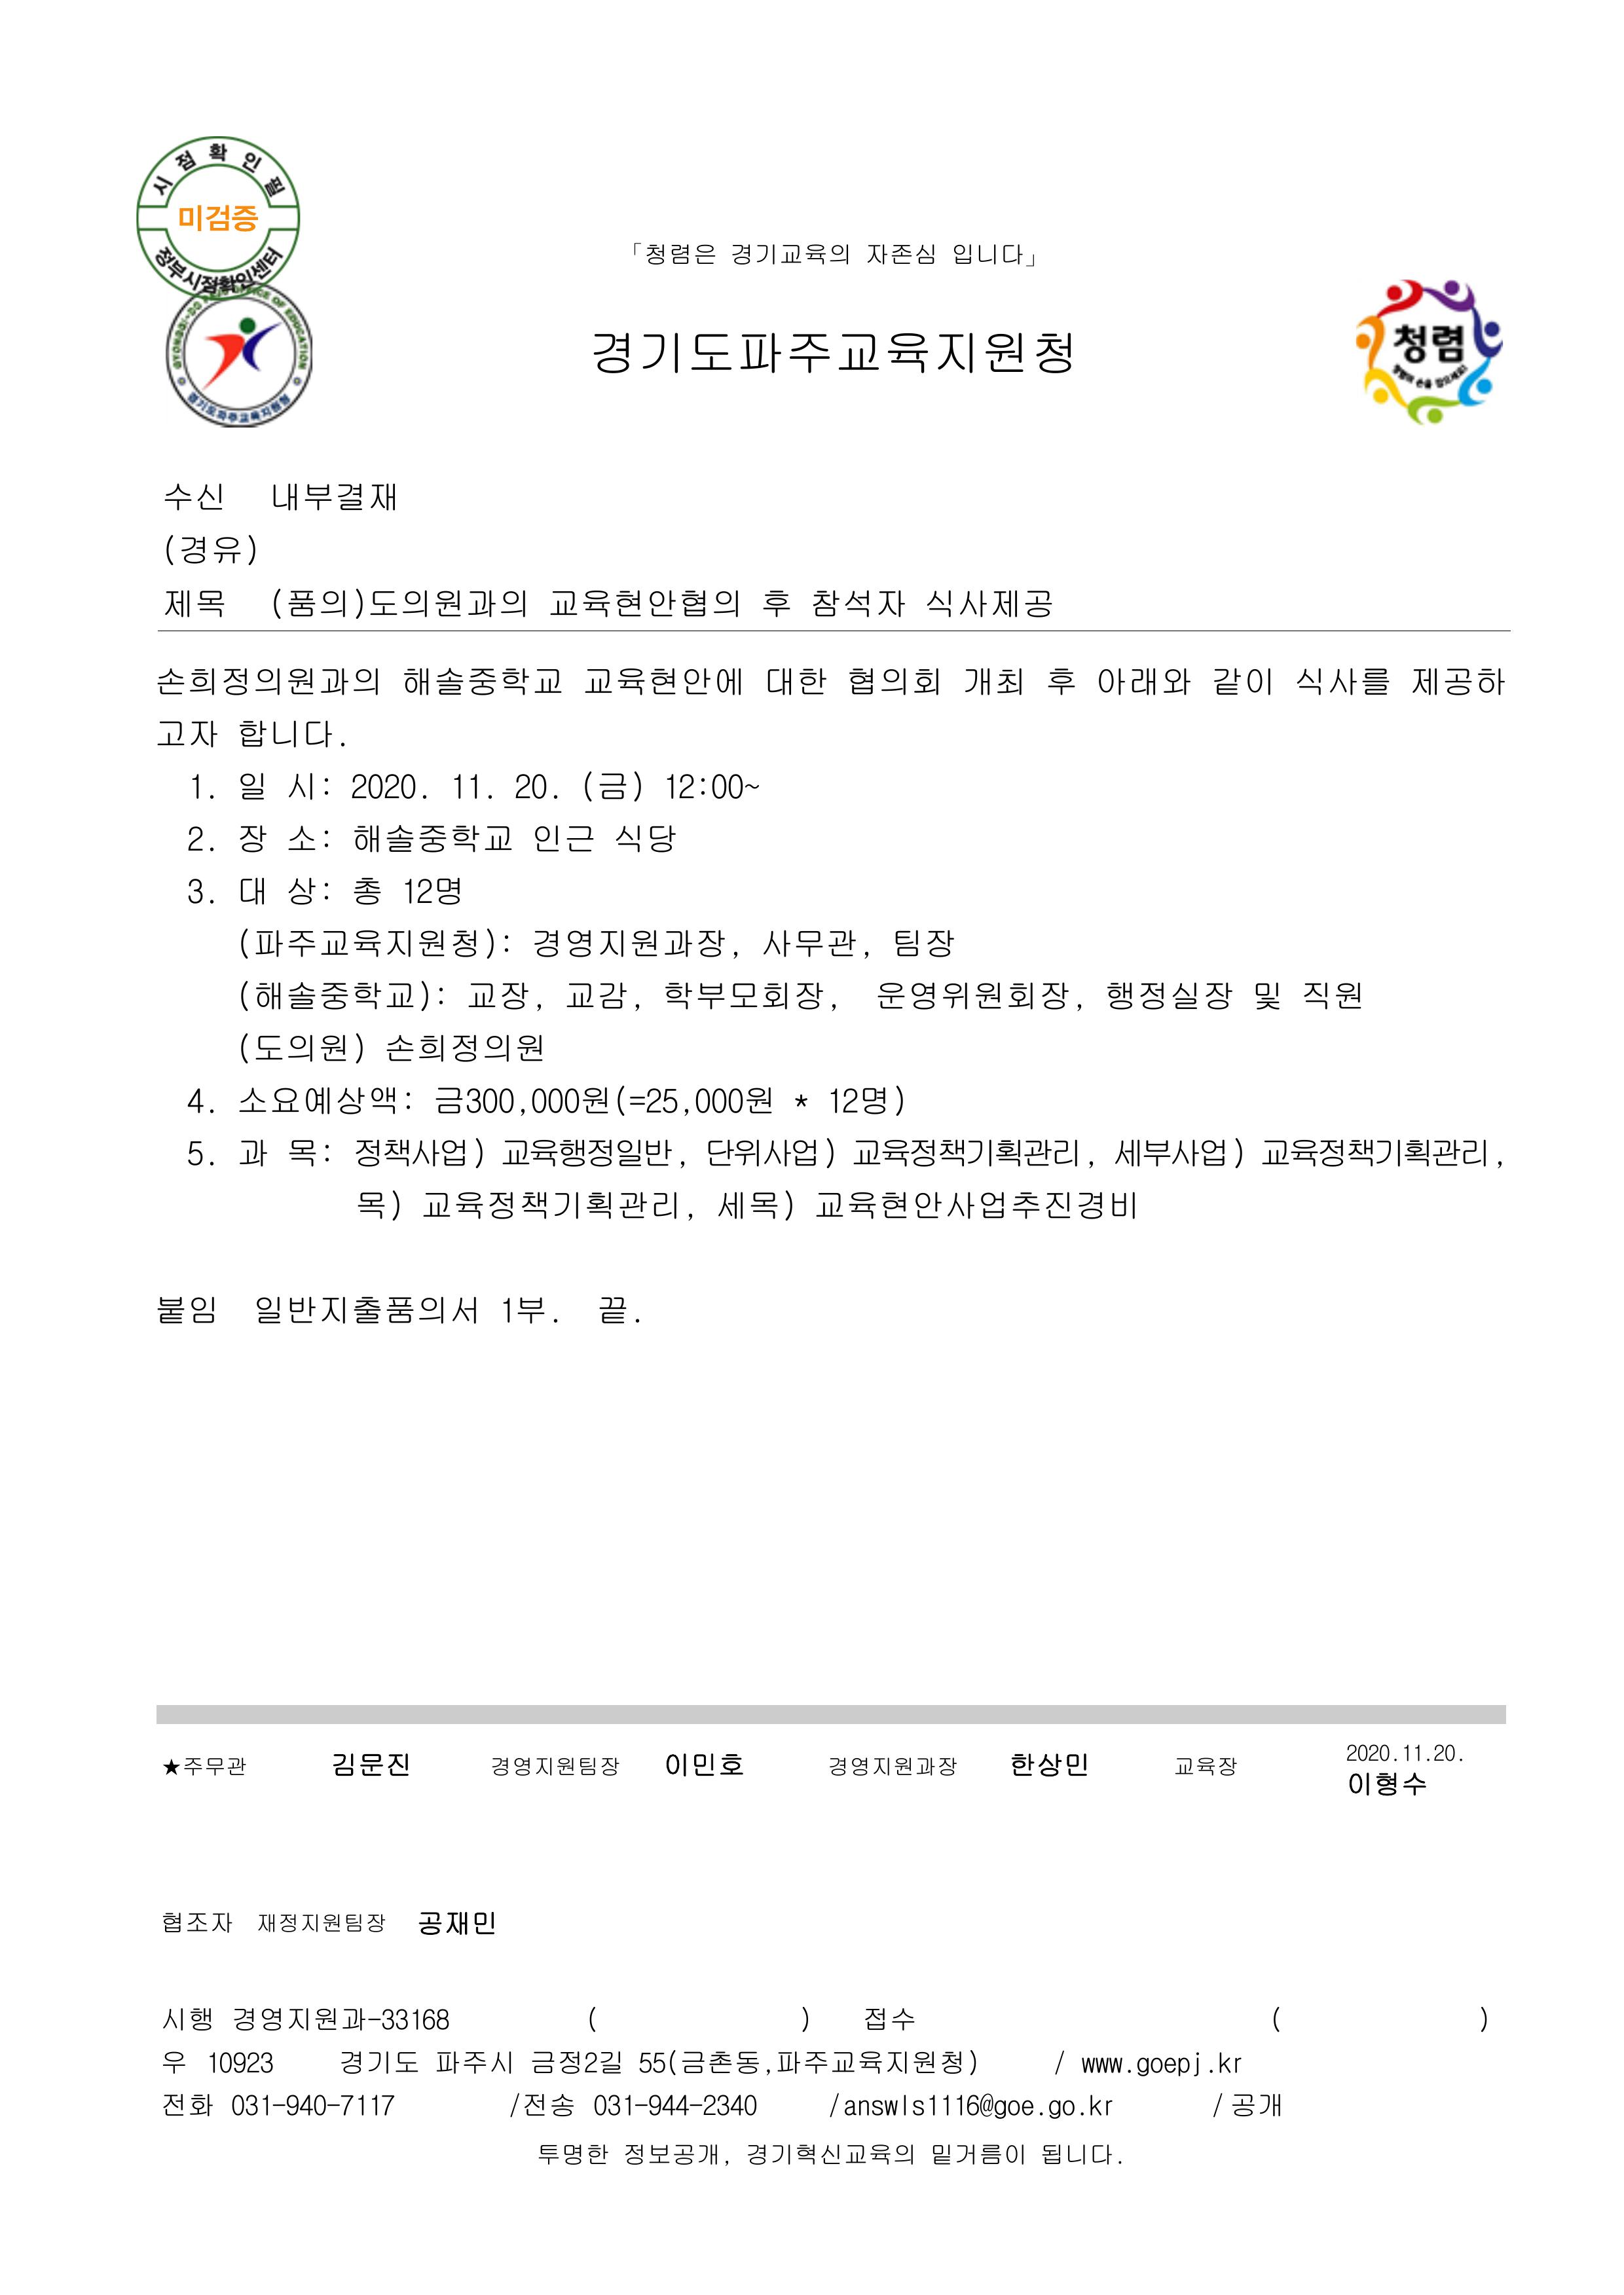 시점확인필
미검증
정부시점확인센터
「청렴은 경기교육의 자존심 입니다」
OFFICE OF EDUCATION
경기도파주교육지원청
경기도파주교육지원청
청렴
수신 내부결재
(경유)
제목 (품의)도의원과의 교육현안협의 후 참석자 식사제공
손희정의원과의 해솔중학교 교육현안에 대한 협의회 개최 후 아래와 같이 식사를 제공하
고자 합니다.
1. 일 시: 2020. 11. 20. (금) 12:00~
2. 장 소: 해솔중학교 인근 식당
3. 대 상: 총 12명
(파주교육지원청): 경영지원과장, 사무관, 팀장
(해솔중학교): 교장, 교감, 학부모회장, 운영위원회장, 행정실장 및 직원
(도의원) 손희정의원
4. 소요예상액: 금300,000원(=25,000원 * 12명)
5. 과 목: 정책사업) 교육행정일반, 단위사업) 교육정책기획관리, 세부사업) 교육정책기획관리,
목) 교육정책기획관리, 세목) 교육현안사업추진경비
붙임 일반지출품의서 1부. 끝.
★주무관 김문진 경영지원팀장 이민호 경영지원과장 한상민 교육장 2020.11.20.
이형수
협조자 재정지원팀장 공재민
시행 경영지원과-33168 ( ) 접수 ( )
우 10923 경기도 파주시 금정2길 55(금촌동,파주교육지원청) / www.goepj.kr
전화 031-940-7117 /전송 031-944-2340 /answls1116@goe.go.kr / 공개
투명한 정보공개, 경기혁신교육의 밑거름이 됩니다.